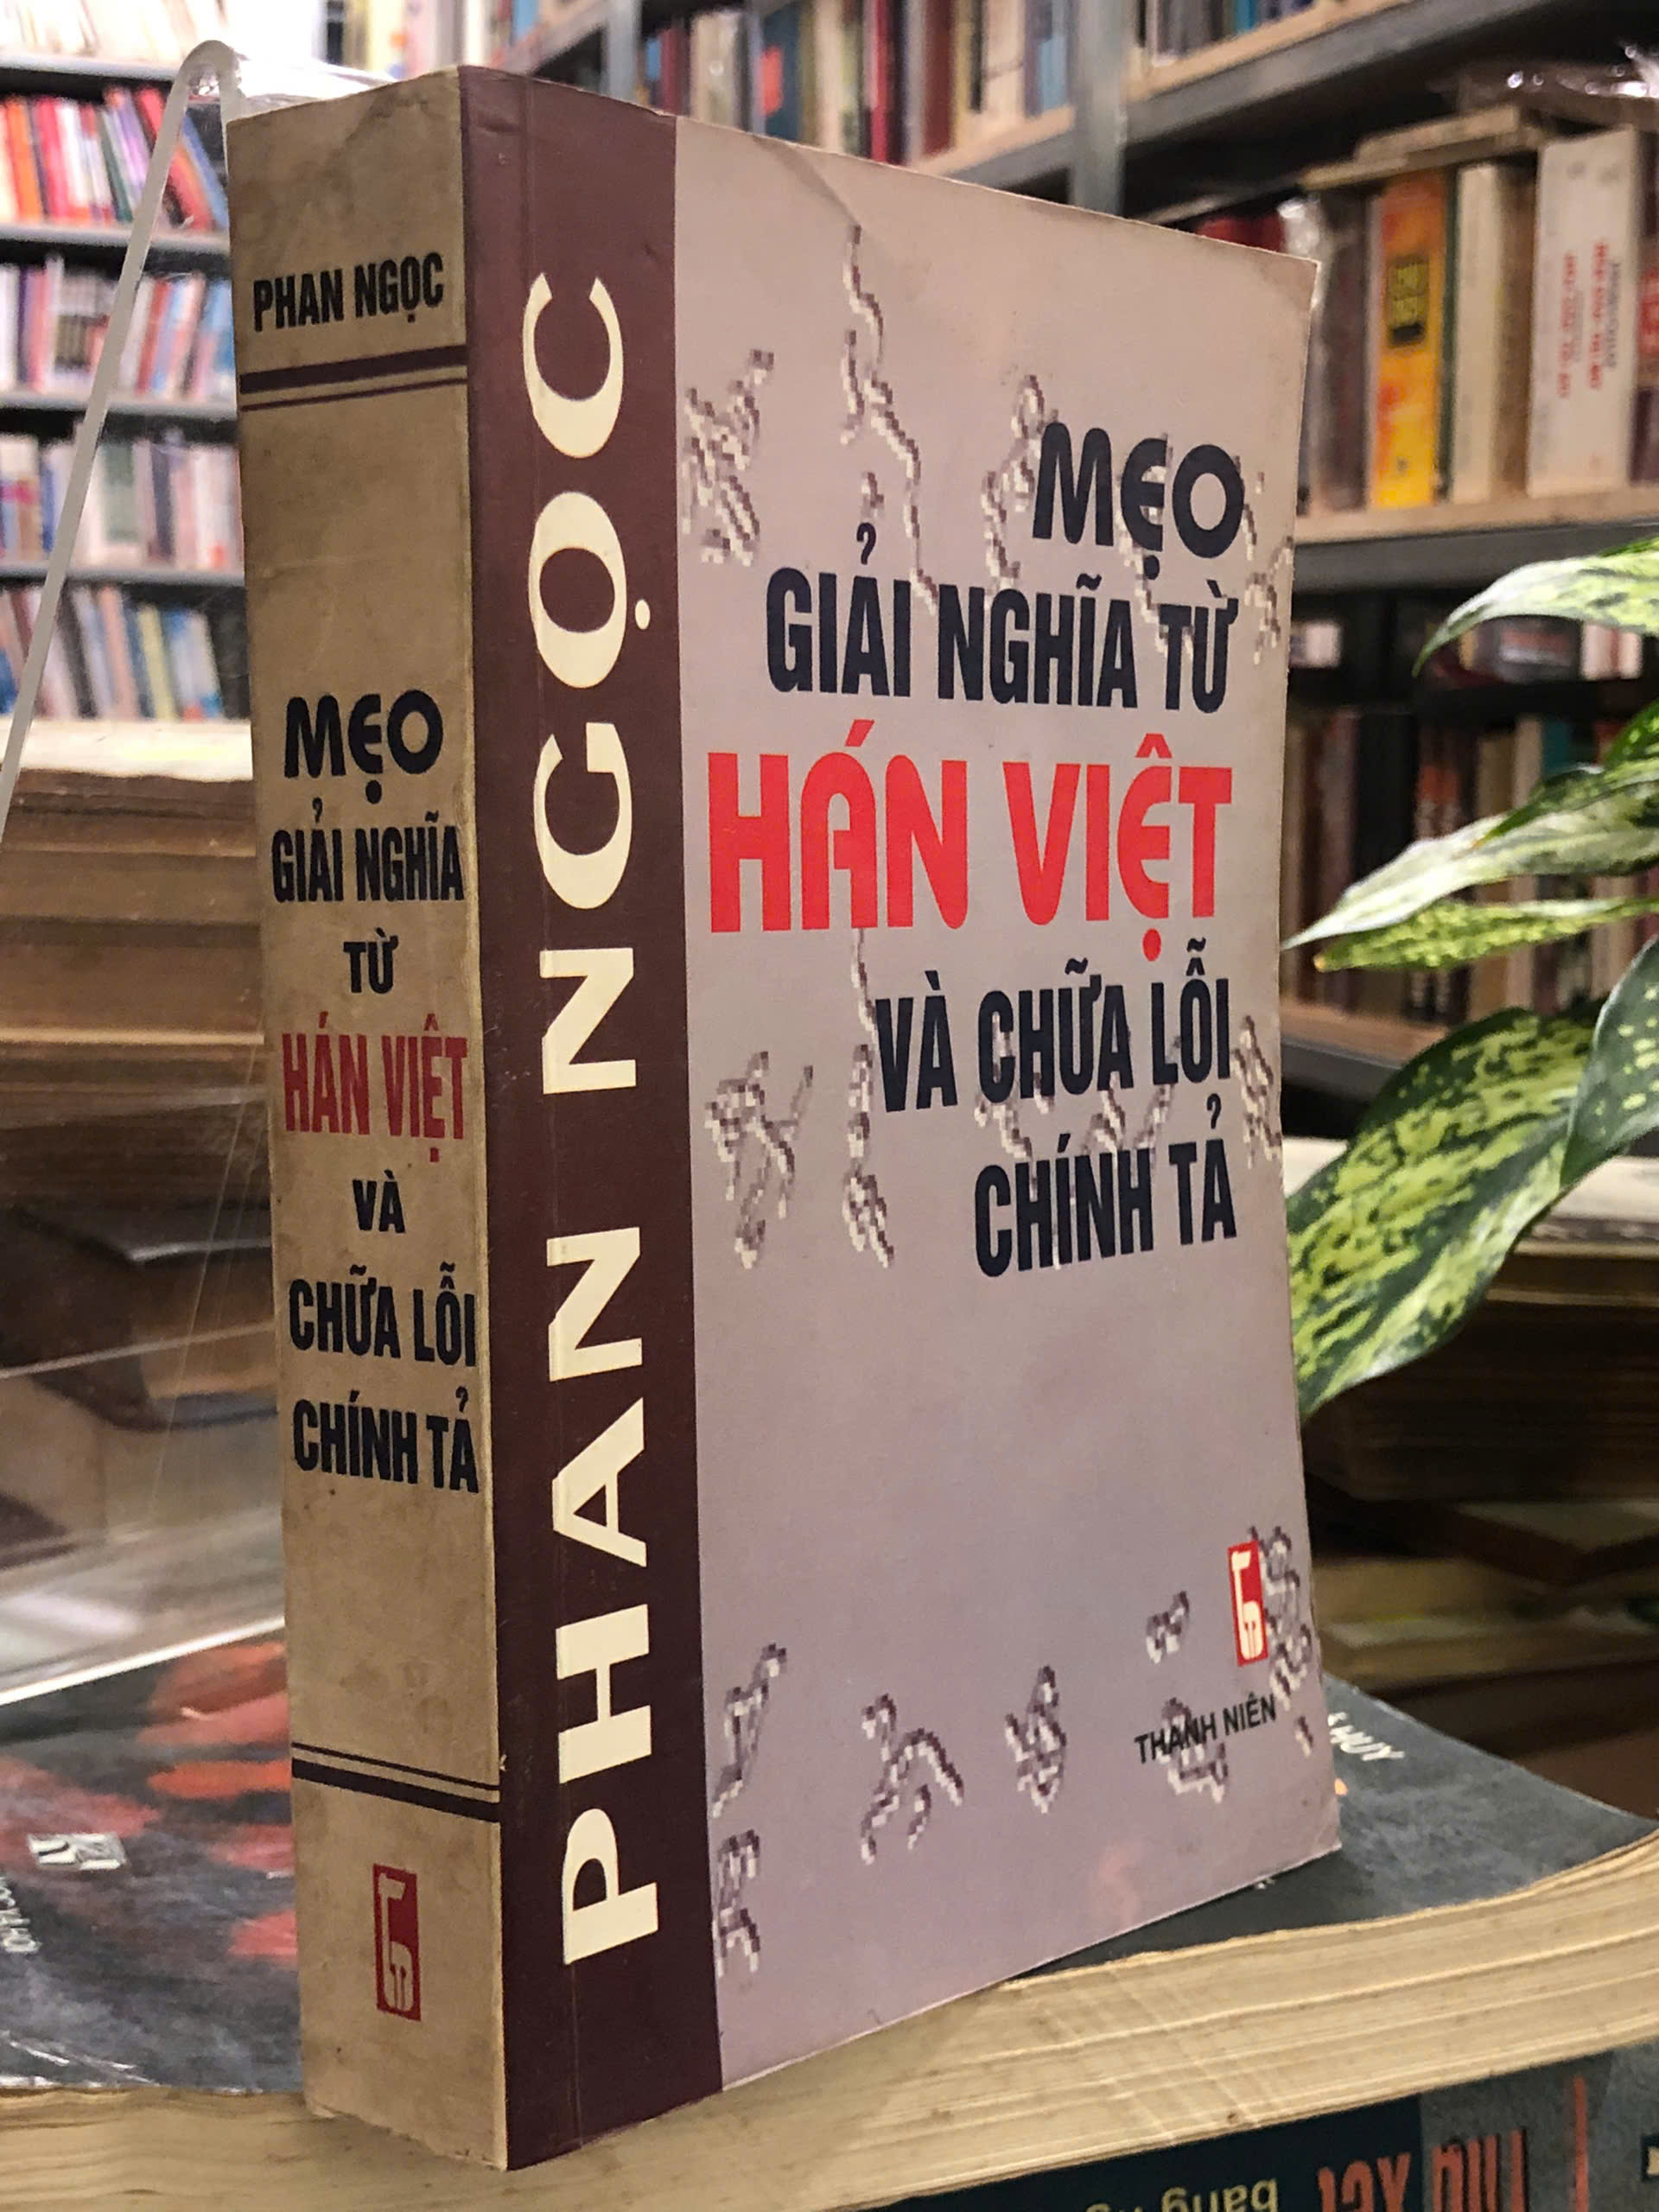 PHAN NGỌC
MẸO
GIẢI NGHĨA
TỪ
HÁN VIỆT
VÀ
CHỮA LỖI
CHÍNH TẢ
PHAN NGỌC
MẸO
GIẢI NGHĨA TỪ
HÁN VIỆT
VÀ CHỮA LỖI
CHÍNH TẢ
THANH NIÊN